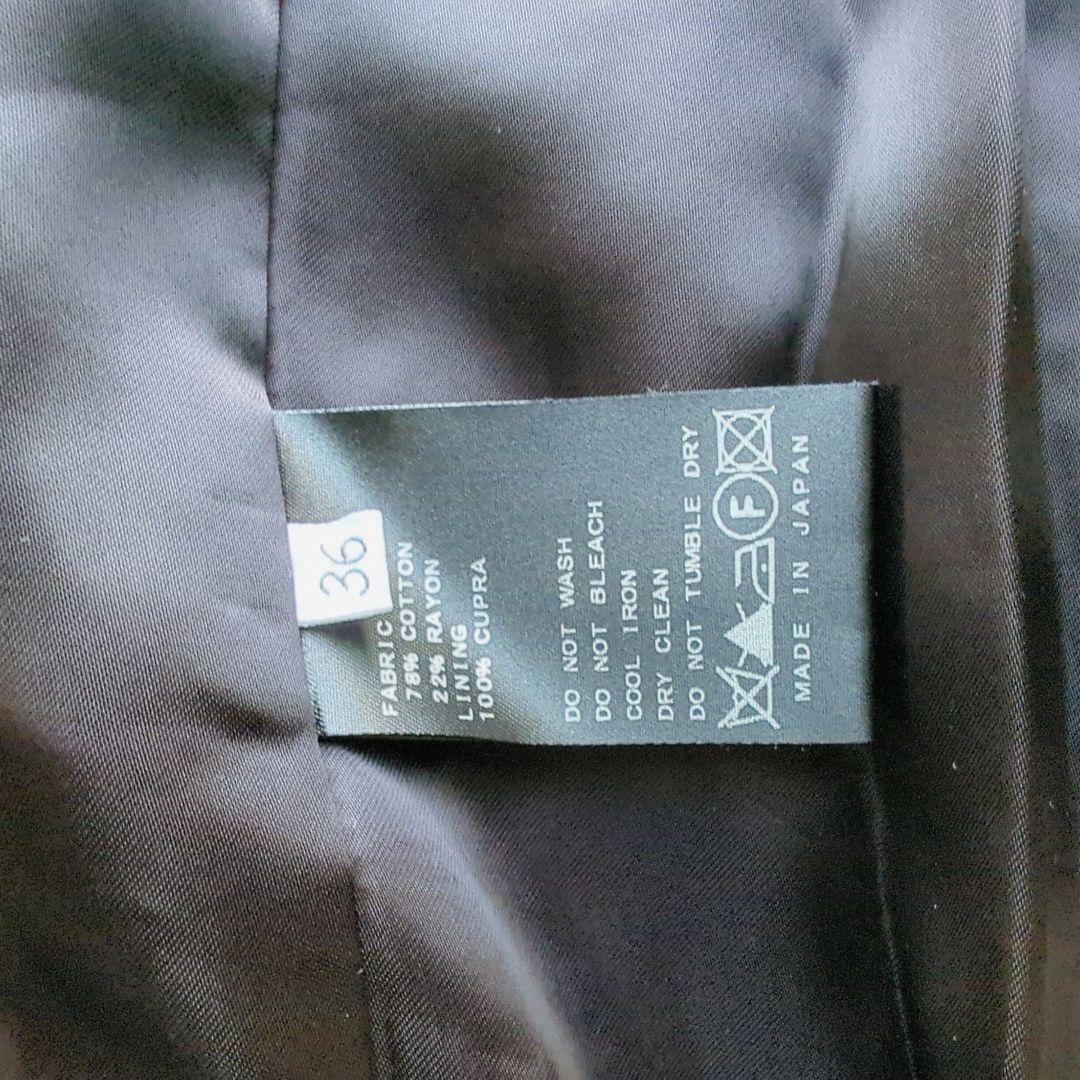 36
FABRIC
78% COTTON
22% RAYON
LINING
100% CUPRA
DO NOT WASH
DO NOT BLEACH
COOL IRON
DRY CLEAN
DO NOT TUMBLE DRY
F
MADE IN JAPAN